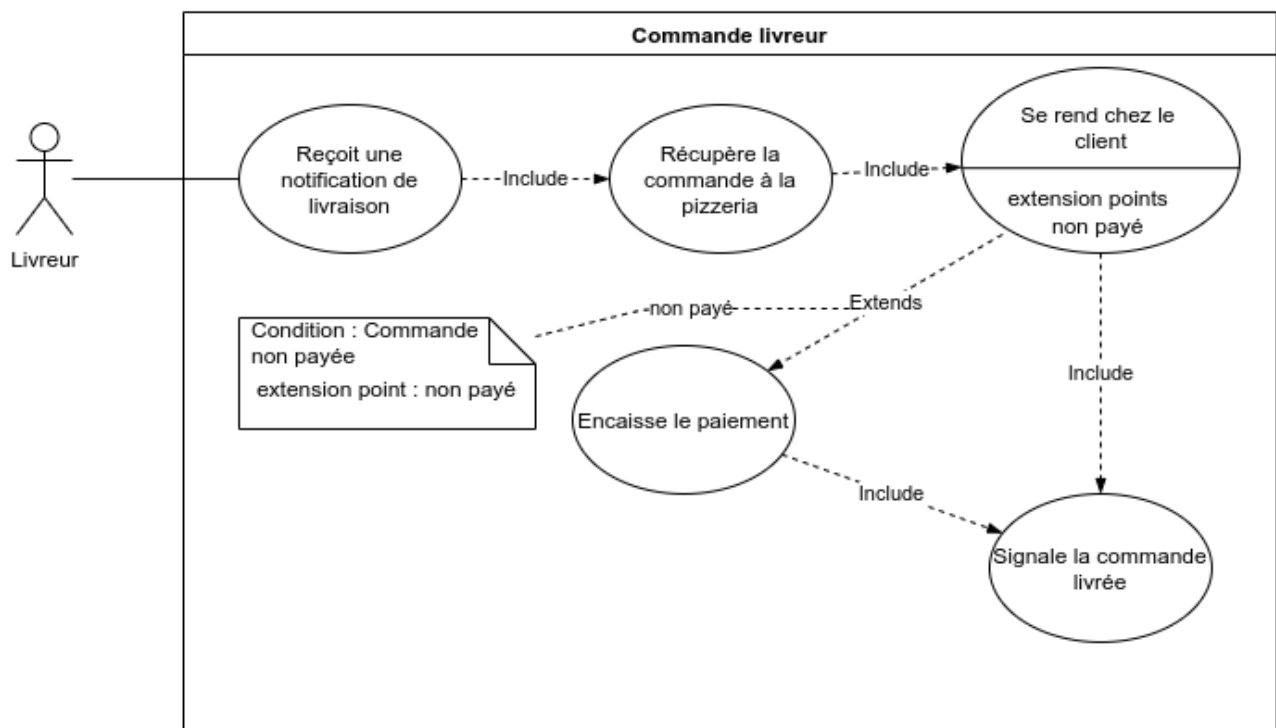 Commande livreur
Livreur
Reçoit une
notification de
livraison
Include
Récupère la
commande à la
pizzeria
Include
Se rend chez le
client
extension points
non payé
Condition : Commande
non payée
extension point : non payé
non payé
Extends
Include
Encaisse le paiement
Include
Signale la commande
livrée